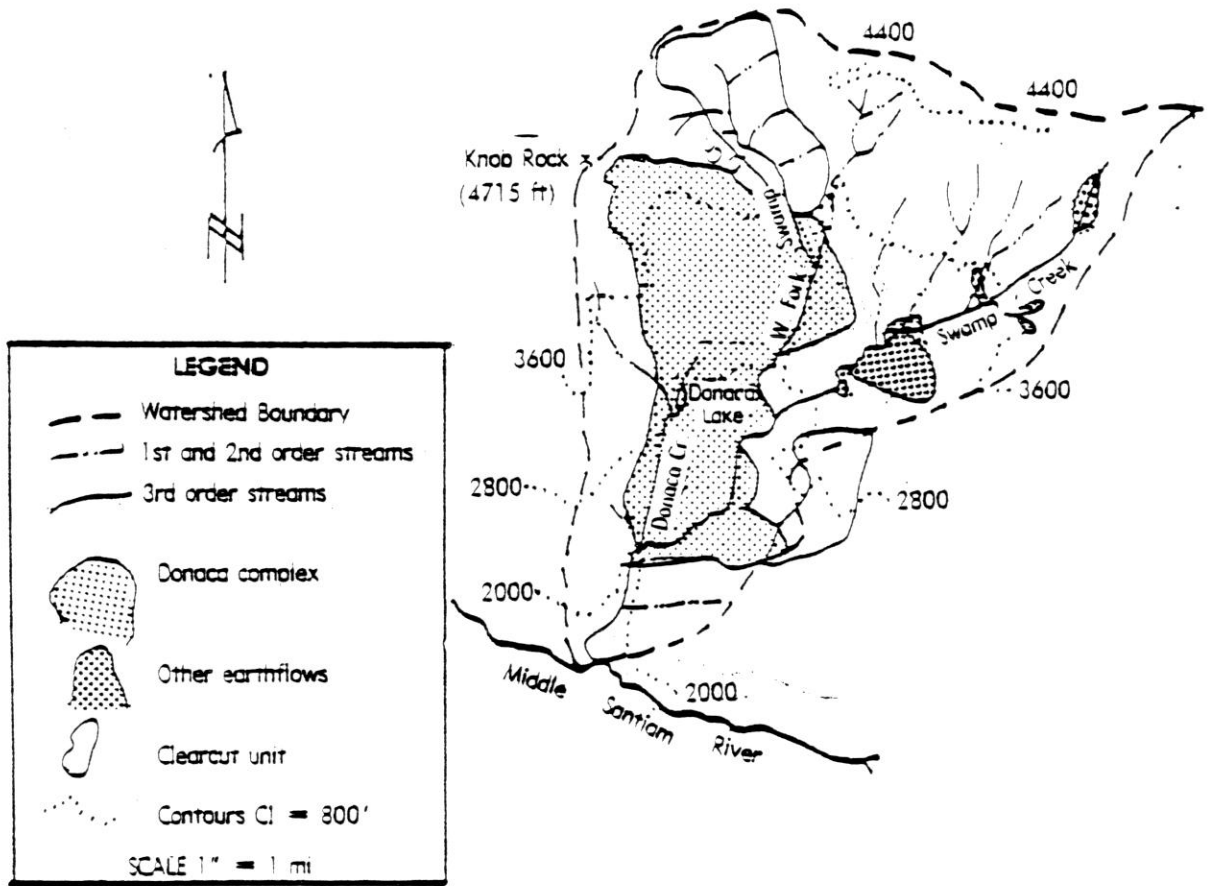 4400
4400
Knob Rock x
(4715 ft)
N
Swamp
W Fork
Swamp Creek
3600
3600
Donaca
Lake
Donaca Cr
2800
2800
2000
2000
Middle Santiam River
LEGEND
Watershed Boundary
1st and 2nd order streams
3rd order streams
Donaca complex
Other earthflows
Clearcut unit
Contours CI = 800'
SCALE 1" = 1 mi